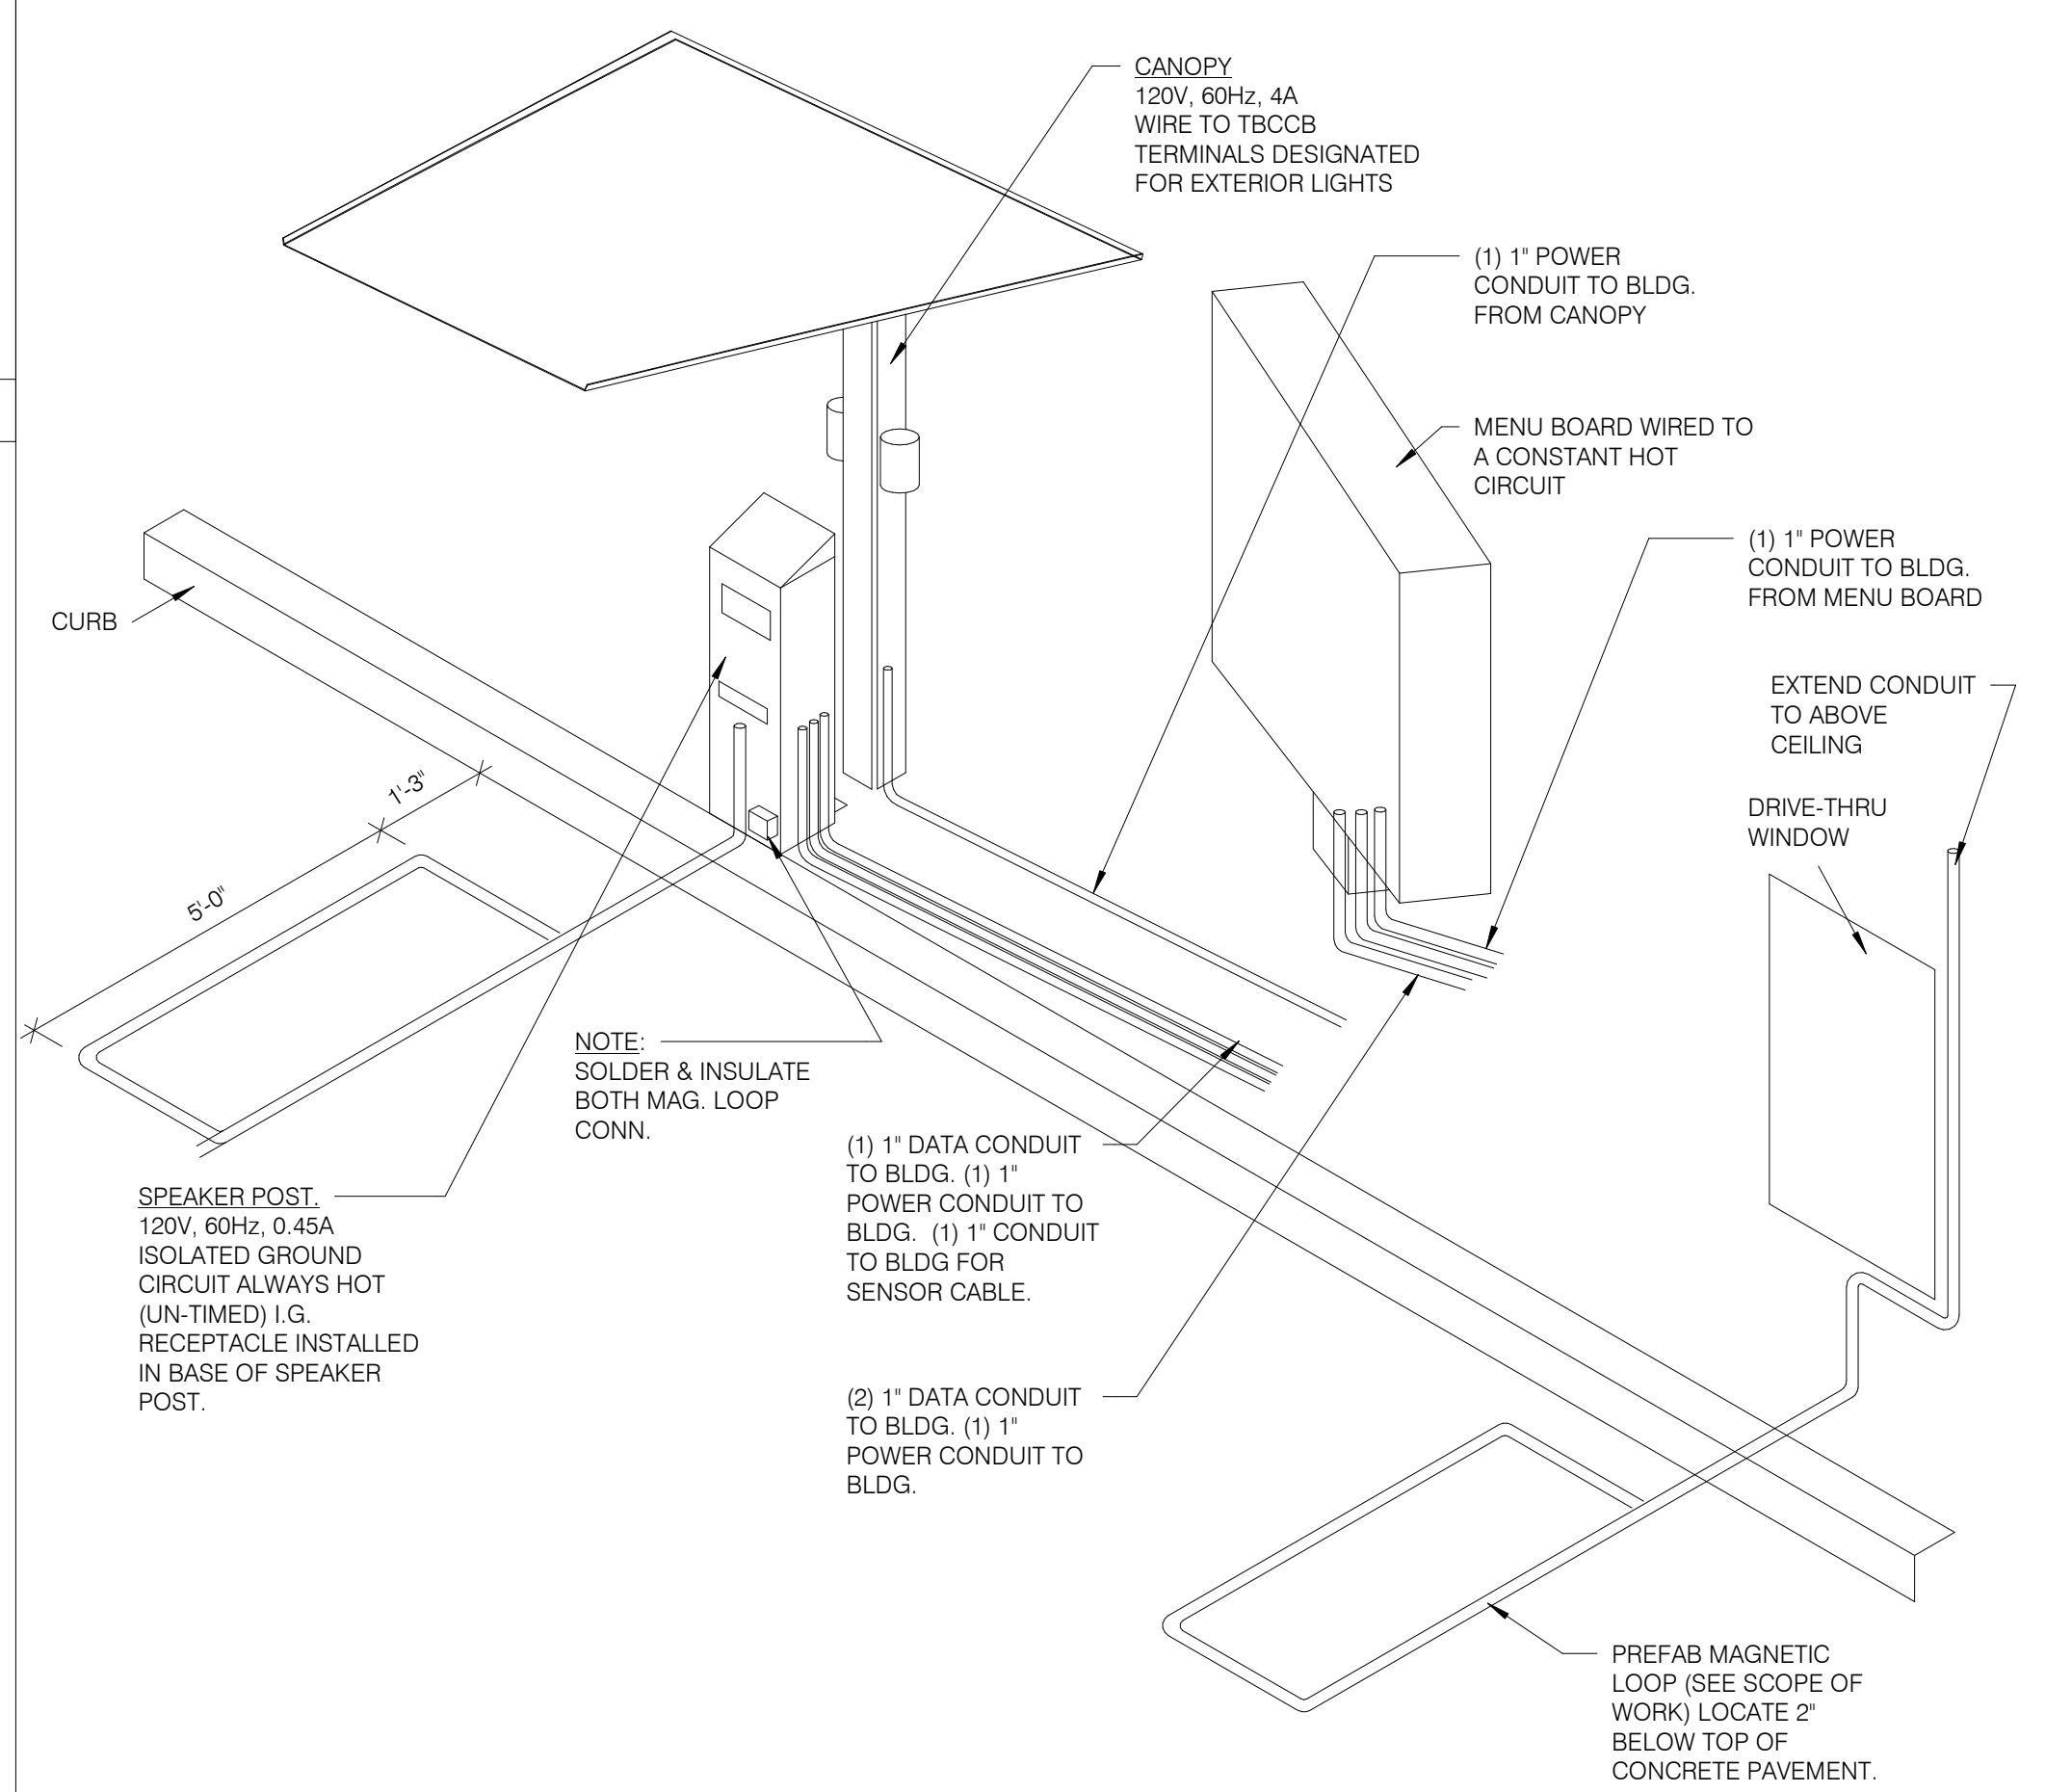 CANOPY
120V, 60Hz, 4A
WIRE TO TBCCB
TERMINALS DESIGNATED
FOR EXTERIOR LIGHTS
(1) 1" POWER
CONDUIT TO BLDG.
FROM CANOPY
MENU BOARD WIRED TO
A CONSTANT HOT
CIRCUIT
(1) 1" POWER
CONDUIT TO BLDG.
FROM MENU BOARD
CURB
EXTEND CONDUIT
TO ABOVE
CEILING
DRIVE-THRU
WINDOW
1'-3"
5'-0"
NOTE:
SOLDER & INSULATE
BOTH MAG. LOOP
CONN.
(1) 1" DATA CONDUIT
TO BLDG. (1) 1"
POWER CONDUIT TO
BLDG. (1) 1" CONDUIT
TO BLDG FOR
SENSOR CABLE.
SPEAKER POST.
120V, 60Hz, 0.45A
ISOLATED GROUND
CIRCUIT ALWAYS HOT
(UN-TIMED) I.G.
RECEPTACLE INSTALLED
IN BASE OF SPEAKER
POST.
(2) 1" DATA CONDUIT
TO BLDG. (1) 1"
POWER CONDUIT TO
BLDG.
PREFAB MAGNETIC
LOOP (SEE SCOPE OF
WORK) LOCATE 2"
BELOW TOP OF
CONCRETE PAVEMENT.